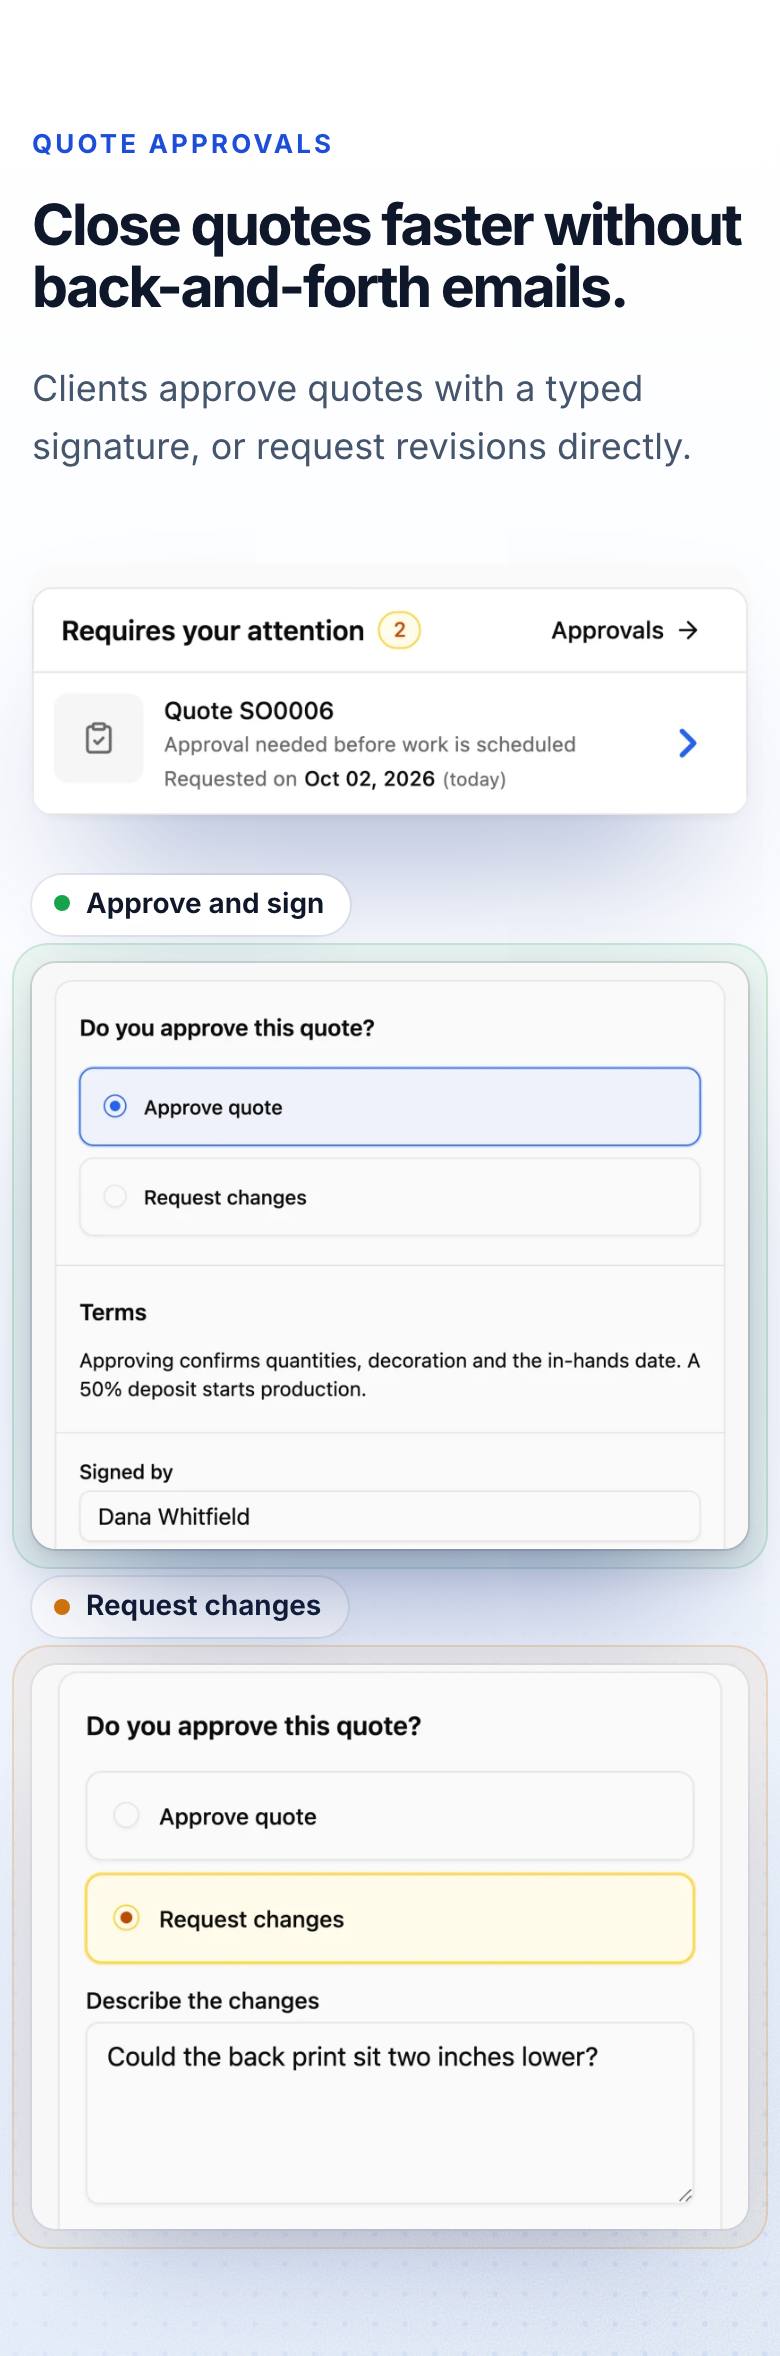 QUOTE APPROVALS
Close quotes faster without
back-and-forth emails.
Clients approve quotes with a typed
signature, or request revisions directly.
Requires your attention 2 Approvals →
Quote SO0006
Approval needed before work is scheduled
Requested on Oct 02, 2026 (today)
Approve and sign
Do you approve this quote?
Approve quote
Request changes
Terms
Approving confirms quantities, decoration and the in-hands date. A
50% deposit starts production.
Signed by
Dana Whitfield
Request changes
Do you approve this quote?
Approve quote
Request changes
Describe the changes
Could the back print sit two inches lower?